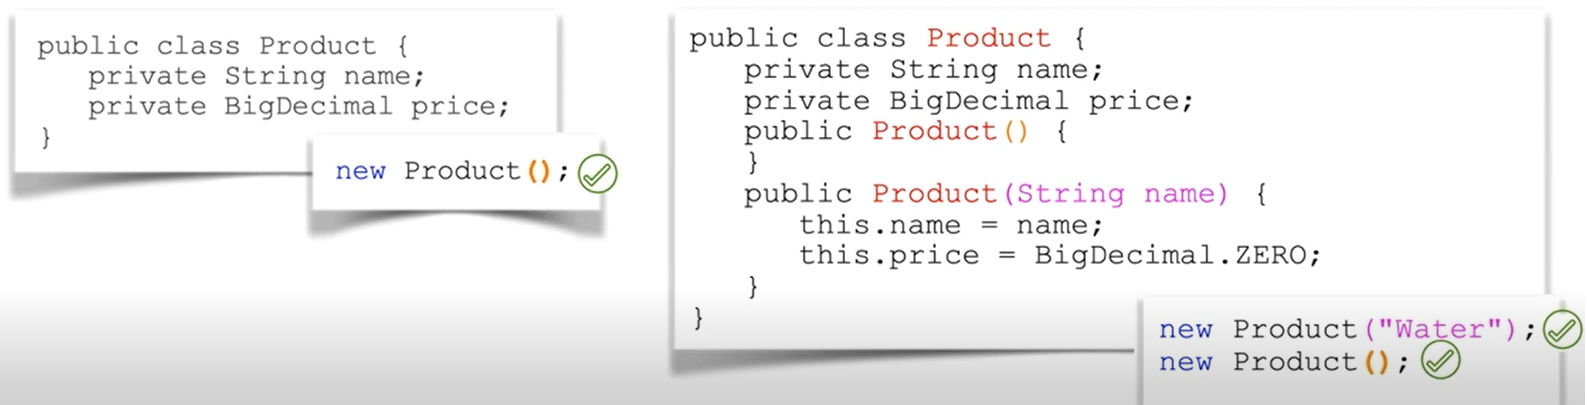 public class Product {
    private String name;
    private BigDecimal price;
}
new Product();
public class Product {
    private String name;
    private BigDecimal price;
    public Product() {
    }
    public Product(String name) {
        this.name = name;
        this.price = BigDecimal.ZERO;
    }
}
new Product("Water");
new Product();